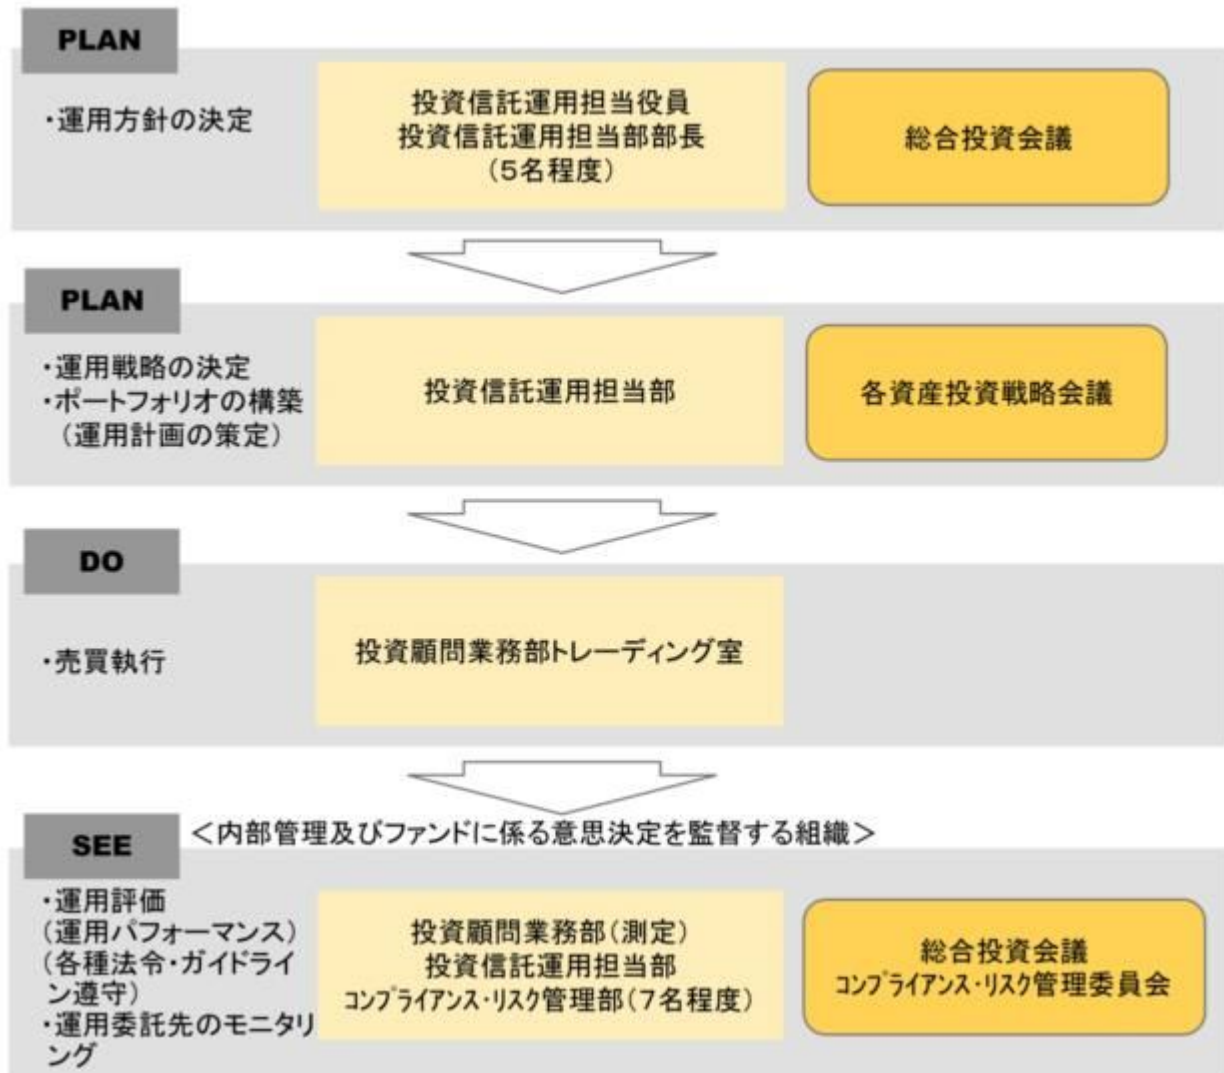 PLAN
・運用方針の決定
投資信託運用担当役員
投資信託運用担当部部長
(5名程度)
総合投資会議
PLAN
・運用戦略の決定
・ポートフォリオの構築
(運用計画の策定)
投資信託運用担当部
各資産投資戦略会議
DO
・売買執行
投資顧問業務部トレーディング室
SEE
＜内部管理及びファンドに係る意思決定を監督する組織＞
・運用評価
(運用パフォーマンス)
(各種法令・ガイドライ
ン遵守)
・運用委託先のモニタリ
ング
投資顧問業務部(測定)
投資信託運用担当部
ｺﾝﾌﾟﾗｲｱﾝｽ・ﾘｽｸ管理部(7名程度)
総合投資会議
ｺﾝﾌﾟﾗｲｱﾝｽ・ﾘｽｸ管理委員会